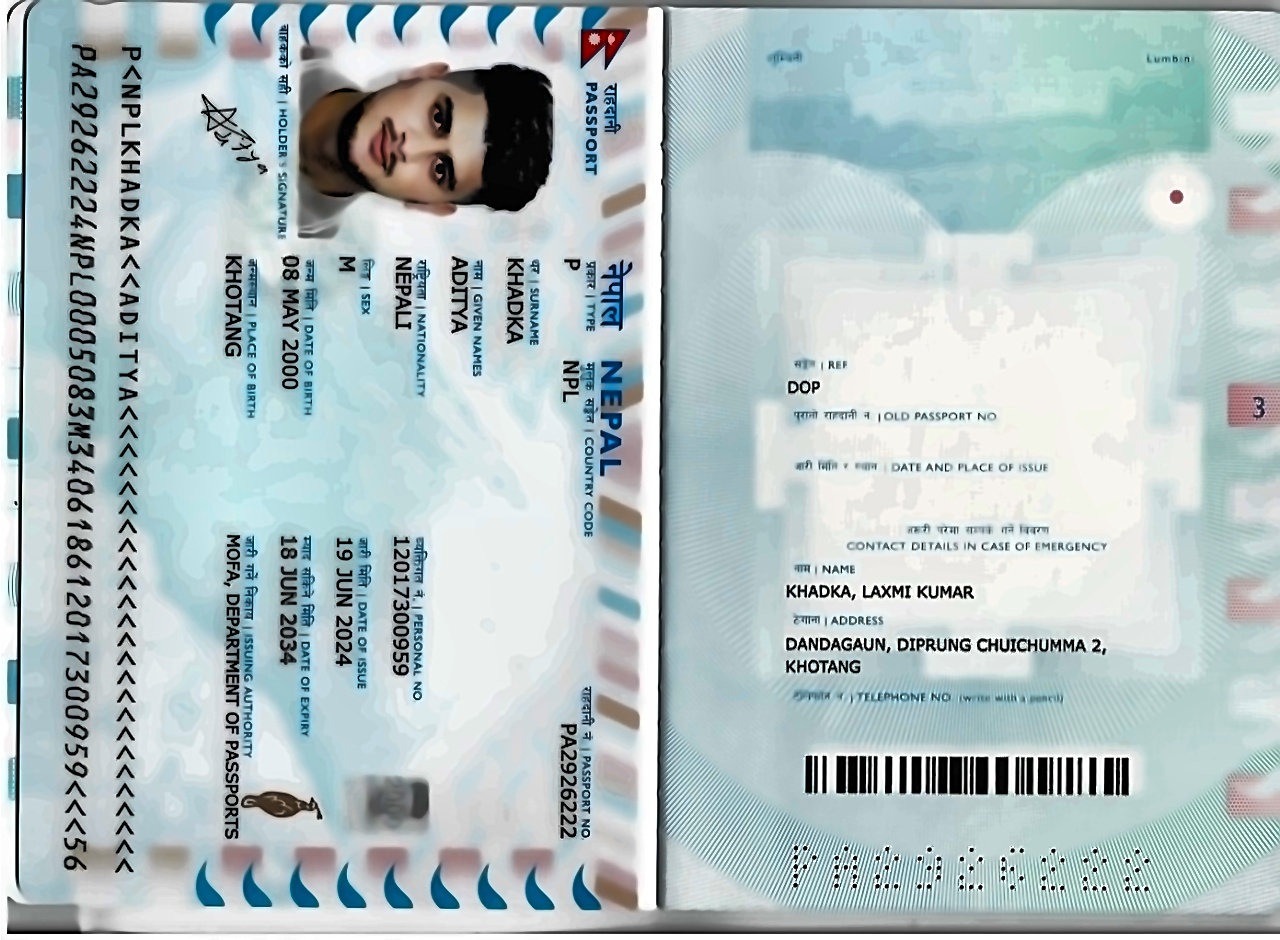 राहदानी
PASSPORT
नेपाल NEPAL
प्रकार | TYPE
मुलुक सङ्केत | COUNTRY CODE
राहदानी नं. | PASSPORT NO.
P
NPL
PA2926222
थर | SURNAME
KHADKA
नाम | GIVEN NAMES
ADITYA
राष्ट्रियता | NATIONALITY
व्यक्तिगत नं. | PERSONAL NO.
NEPALI
12017300959
लिङ्ग | SEX
जारी मिति | DATE OF ISSUE
M
19 JUN 2024
जन्म मिति | DATE OF BIRTH
म्याद सकिने मिति | DATE OF EXPIRY
08 MAY 2000
18 JUN 2034
वाहकको सही | HOLDER'S SIGNATURE
जन्मस्थान | PLACE OF BIRTH
जारी गर्ने निकाय | ISSUING AUTHORITY
KHOTANG
MOFA, DEPARTMENT OF PASSPORTS
P<NPLKHADKA<<ADITYA<<<<<<<<<<<<<<<<<<<<<<<<<
PA29262224NPL0005083M340618612017300959<<<56
लुम्बिनी
Lumbini
3
सङ्केत | REF
DOP
पुरानो राहदानी नं. | OLD PASSPORT NO.
जारी मिति र स्थान | DATE AND PLACE OF ISSUE
जरूरी परेमा सम्पर्क गर्ने विवरण
CONTACT DETAILS IN CASE OF EMERGENCY
नाम | NAME
KHADKA, LAXMI KUMAR
ठेगाना | ADDRESS
DANDAGAUN, DIPRUNG CHUICHUMMA 2,
KHOTANG
टेलिफोन नं. | TELEPHONE NO. (write with a pencil)
PA2926222